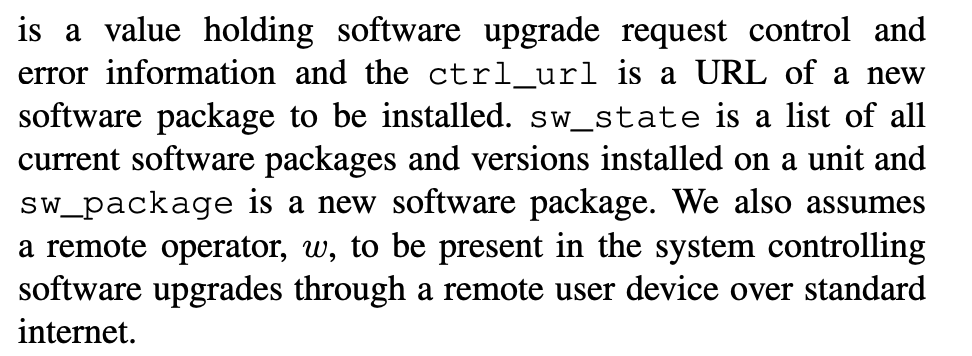 is a value holding software upgrade request control and
error information and the ctrl_url is a URL of a new
software package to be installed. sw_state is a list of all
current software packages and versions installed on a unit and
sw_package is a new software package. We also assumes
a remote operator, w, to be present in the system controlling
software upgrades through a remote user device over standard
internet.